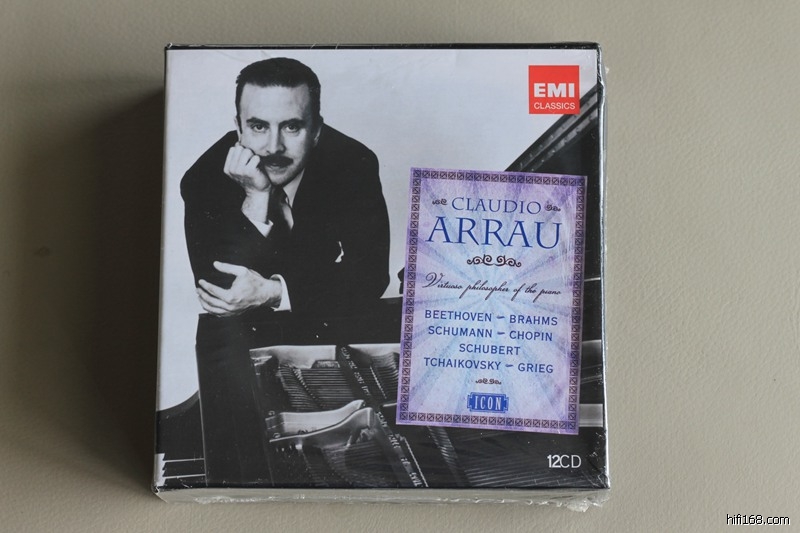 EMI
CLASSICS
CLAUDIO
ARRAU
Virtuoso philosopher of the piano
BEETHOVEN – BRAHMS
SCHUMANN – CHOPIN
SCHUBERT
TCHAIKOVSKY – GRIEG
ICON
12CD
hifi168.com